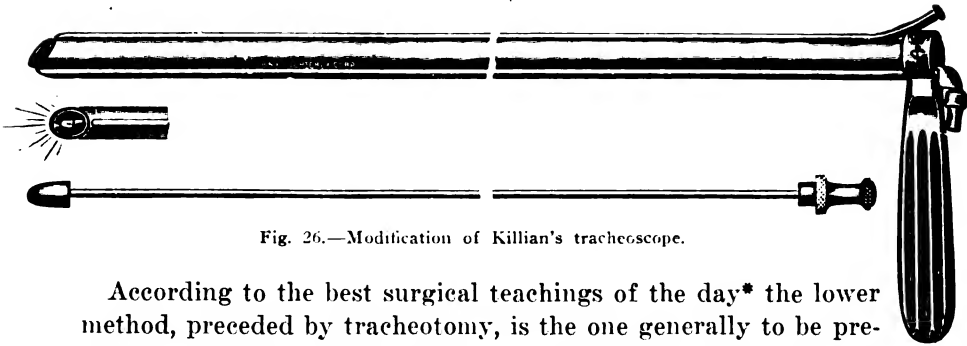 Fig. 26.—Modification of Killian's tracheoscope.
According to the best surgical teachings of the day* the lower
method, preceded by tracheotomy, is the one generally to be pre-